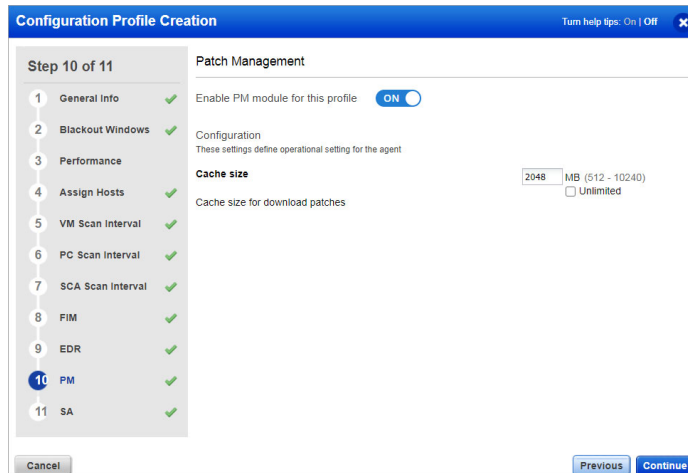 Configuration Profile Creation
Turn help tips: On | Off
Step 10 of 11
1 General Info
2 Blackout Windows
3 Performance
4 Assign Hosts
5 VM Scan Interval
6 PC Scan Interval
7 SCA Scan Interval
8 FIM
9 EDR
10 PM
11 SA
Patch Management
Enable PM module for this profile ON
Configuration
These settings define operational setting for the agent
Cache size 2048 MB (512 - 10240)
Unlimited
Cache size for download patches
Cancel Previous Continue